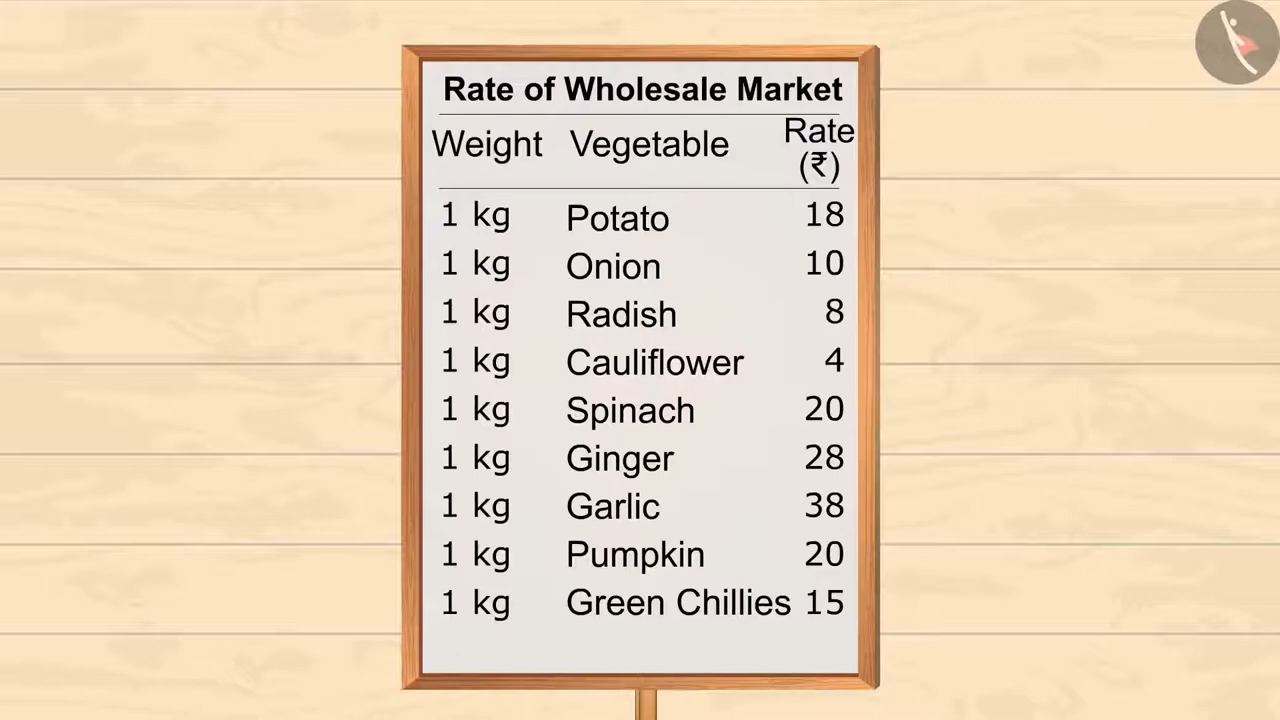 Rate of Wholesale Market
Weight Vegetable Rate (₹)
1 kg Potato 18
1 kg Onion 10
1 kg Radish 8
1 kg Cauliflower 4
1 kg Spinach 20
1 kg Ginger 28
1 kg Garlic 38
1 kg Pumpkin 20
1 kg Green Chillies 15